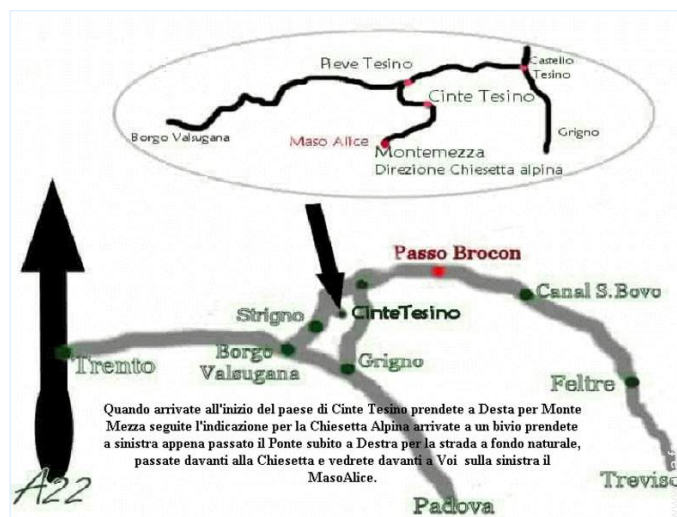 Pieve Tesino
Castello
Tesino
Cinte Tesino
Borgo Valsugana
Grigno
Maso Alice
Montemezza
Direzione Chiesetta alpina
Passo Brocon
Canal S.Bovo
Strigno
CinteTesino
Trento
Borgo
Valsugana
Grigno
Feltre
Quando arrivate all'inizio del paese di Cinte Tesino prendete a Desta per Monte
Mezza seguite l'indicazione per la Chiesetta Alpina arrivate a un bivio prendete
a sinistra appena passato il Ponte subito a Destra per la strada a fondo naturale,
passate davanti alla Chiesetta e vedrete davanti a Voi sulla sinistra il
MasoAlice.
A22
Treviso
Padova